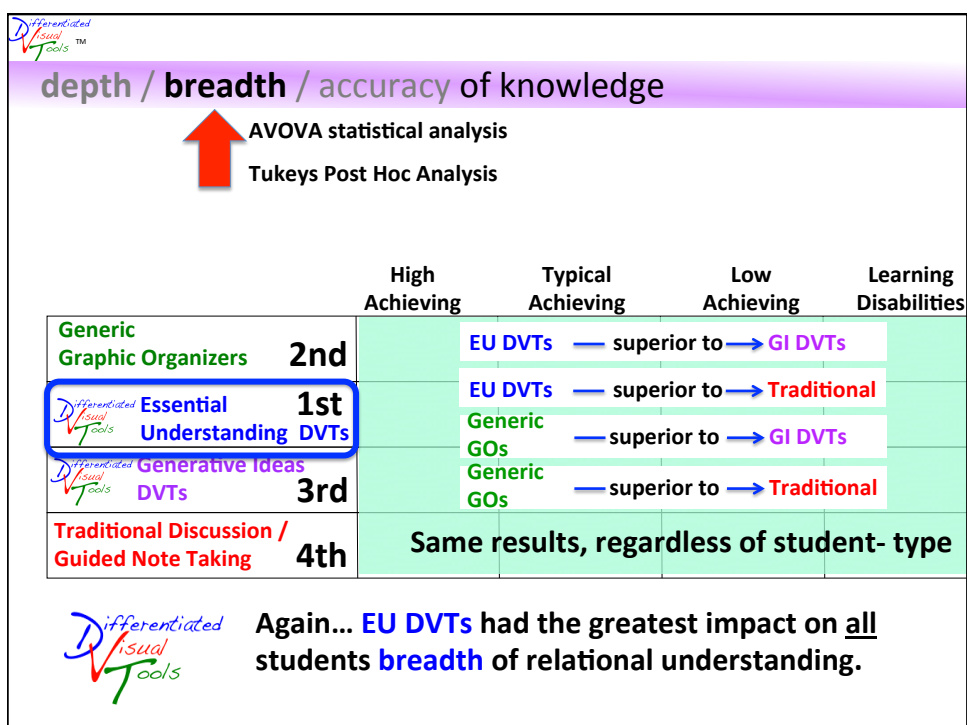 Differentiated
Visual
Tools ™
depth / breadth / accuracy of knowledge
AVOVA statistical analysis
Tukeys Post Hoc Analysis
High
Achieving
Typical
Achieving
Low
Achieving
Learning
Disabilities
Generic
Graphic Organizers 2nd
EU DVTs superior to GI DVTs
Differentiated
Visual
Tools
Essential 1st
Understanding DVTs
EU DVTs superior to Traditional
Generic
GOs superior to GI DVTs
Differentiated
Visual
Tools
Generative Ideas
DVTs 3rd
Generic
GOs superior to Traditional
Traditional Discussion /
Guided Note Taking 4th
Same results, regardless of student- type
Differentiated
Visual
Tools
Again... EU DVTs had the greatest impact on all
students breadth of relational understanding.